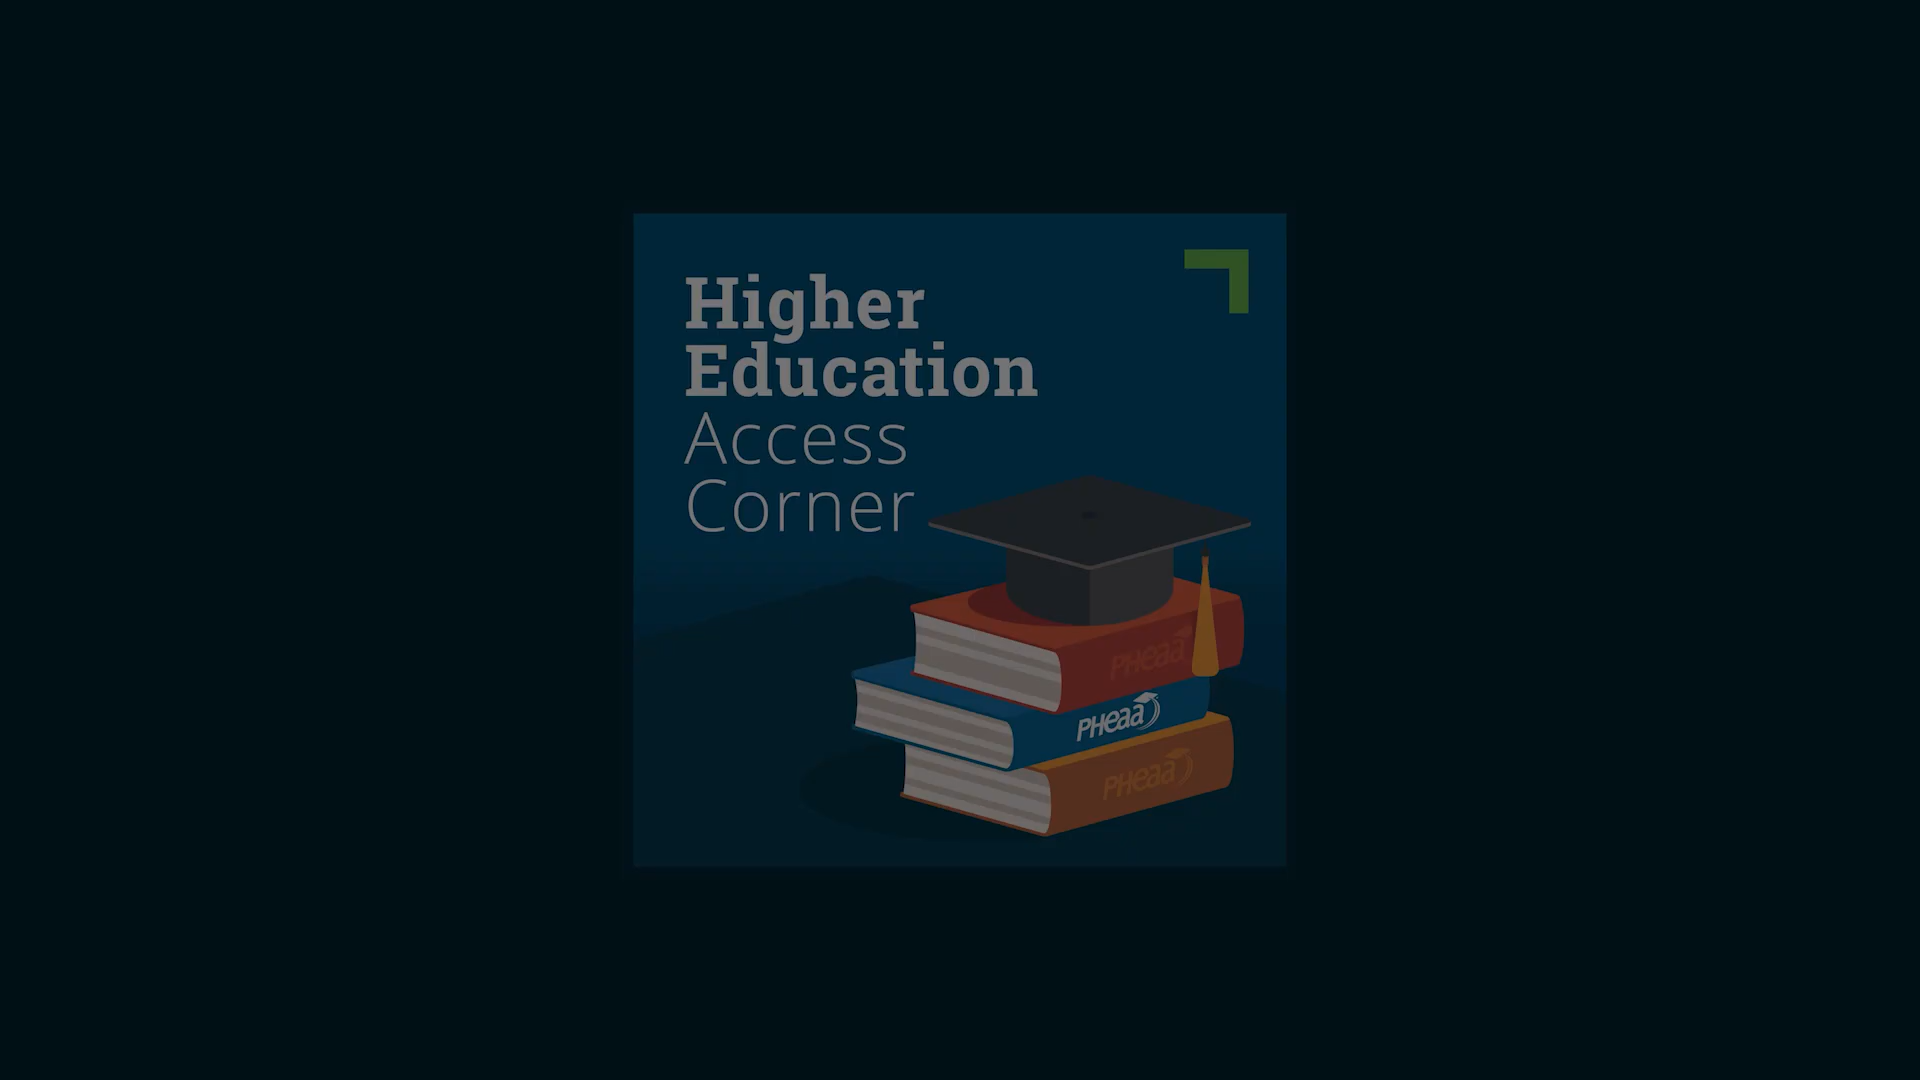 Higher
Education
Access
Corner
PHeaa
PHeaa
PHeaa